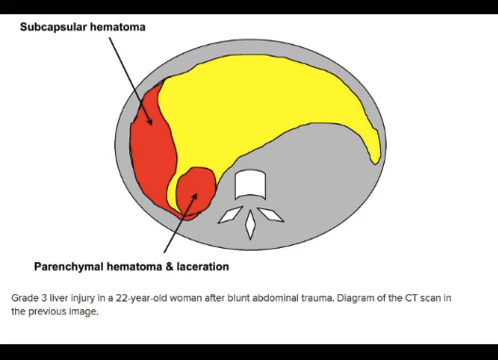 Subcapsular hematoma
Parenchymal hematoma & laceration
Grade 3 liver injury in a 22-year-old woman after blunt abdominal trauma. Diagram of the CT scan in
the previous image.